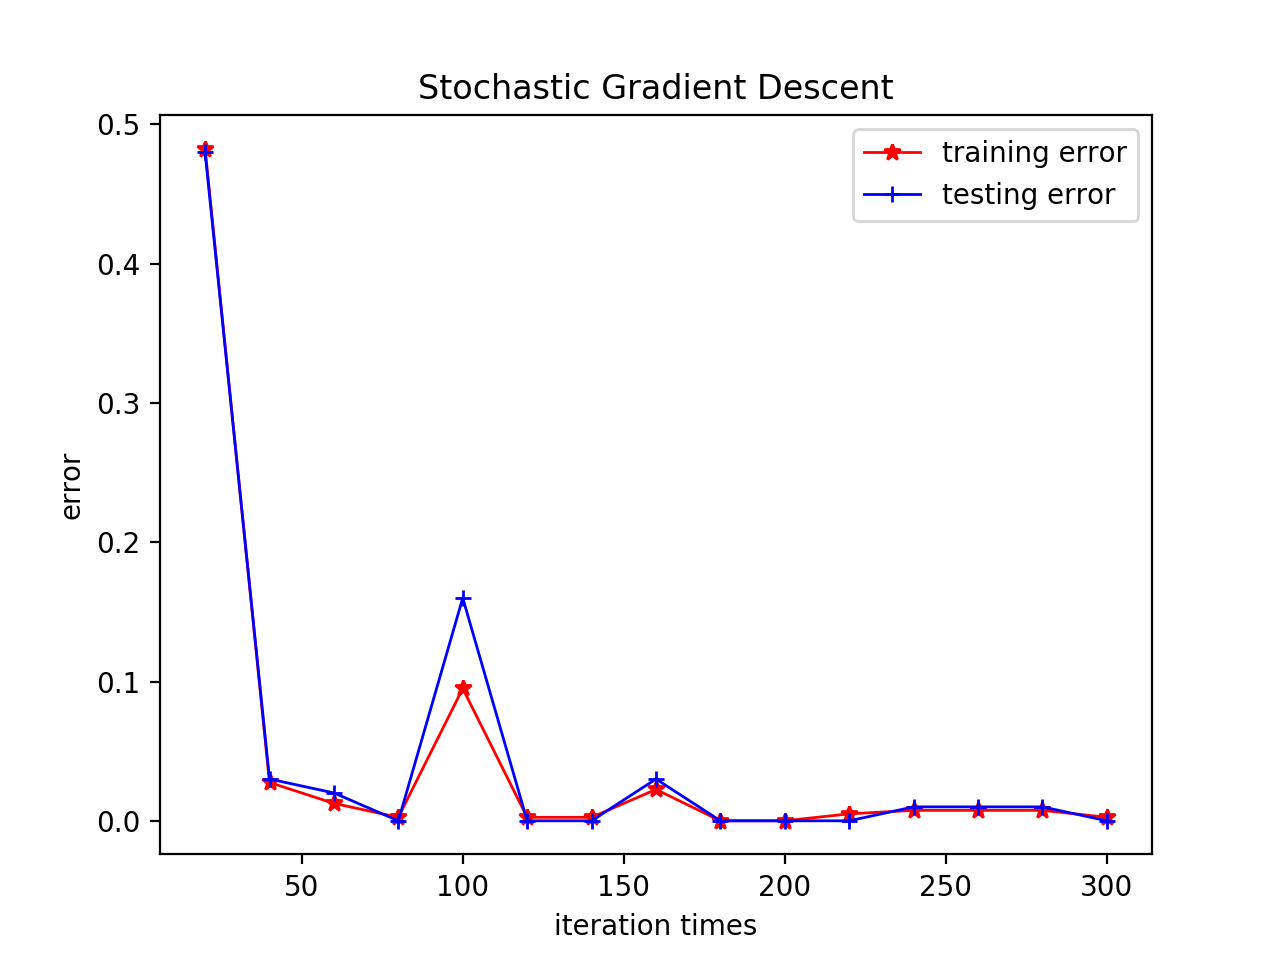 Stochastic Gradient Descent
training error
testing error
0.5
0.4
0.3
0.2
0.1
0.0
error
50 100 150 200 250 300
iteration times